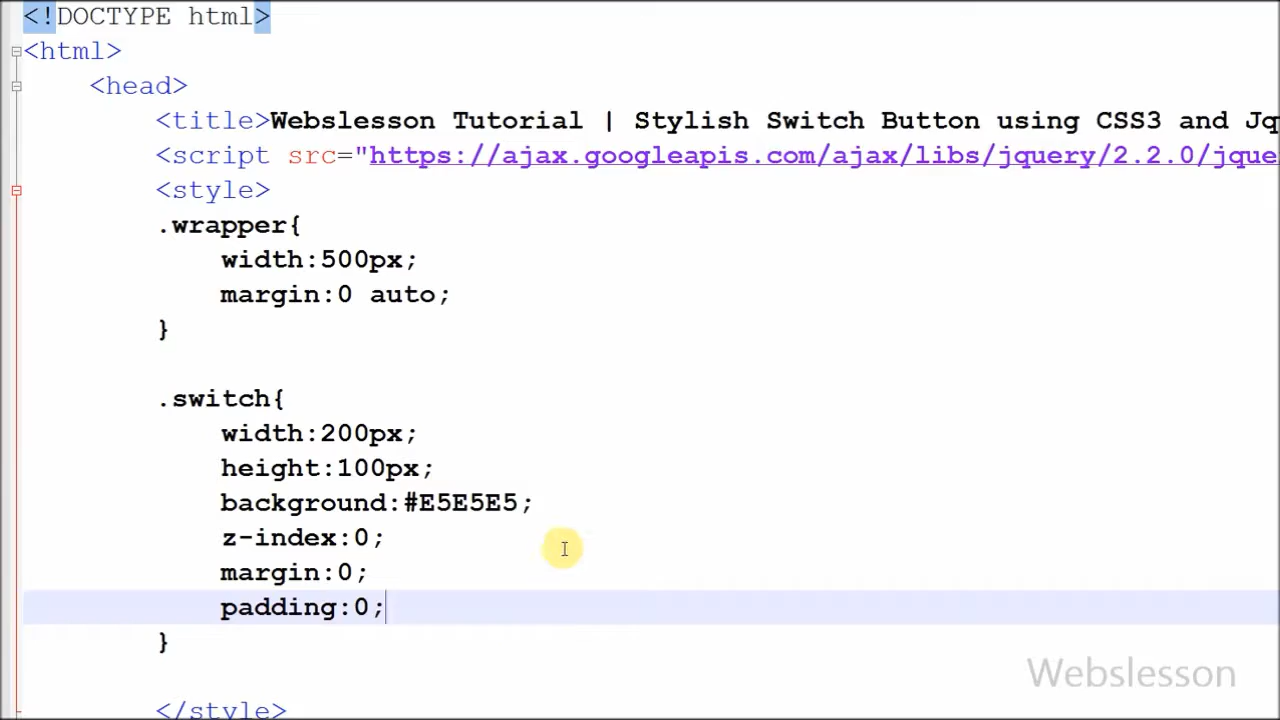 <!DOCTYPE html>
<html>
<head>
<title>Webslesson Tutorial | Stylish Switch Button using CSS3 and Jq
<script src="https://ajax.googleapis.com/ajax/libs/jquery/2.2.0/jque
<style>
.wrapper{
width:500px;
margin:0 auto;
}
.switch{
width:200px;
height:100px;
background:#E5E5E5;
z-index:0;
margin:0;
padding:0;
}
</style>
Webslesson